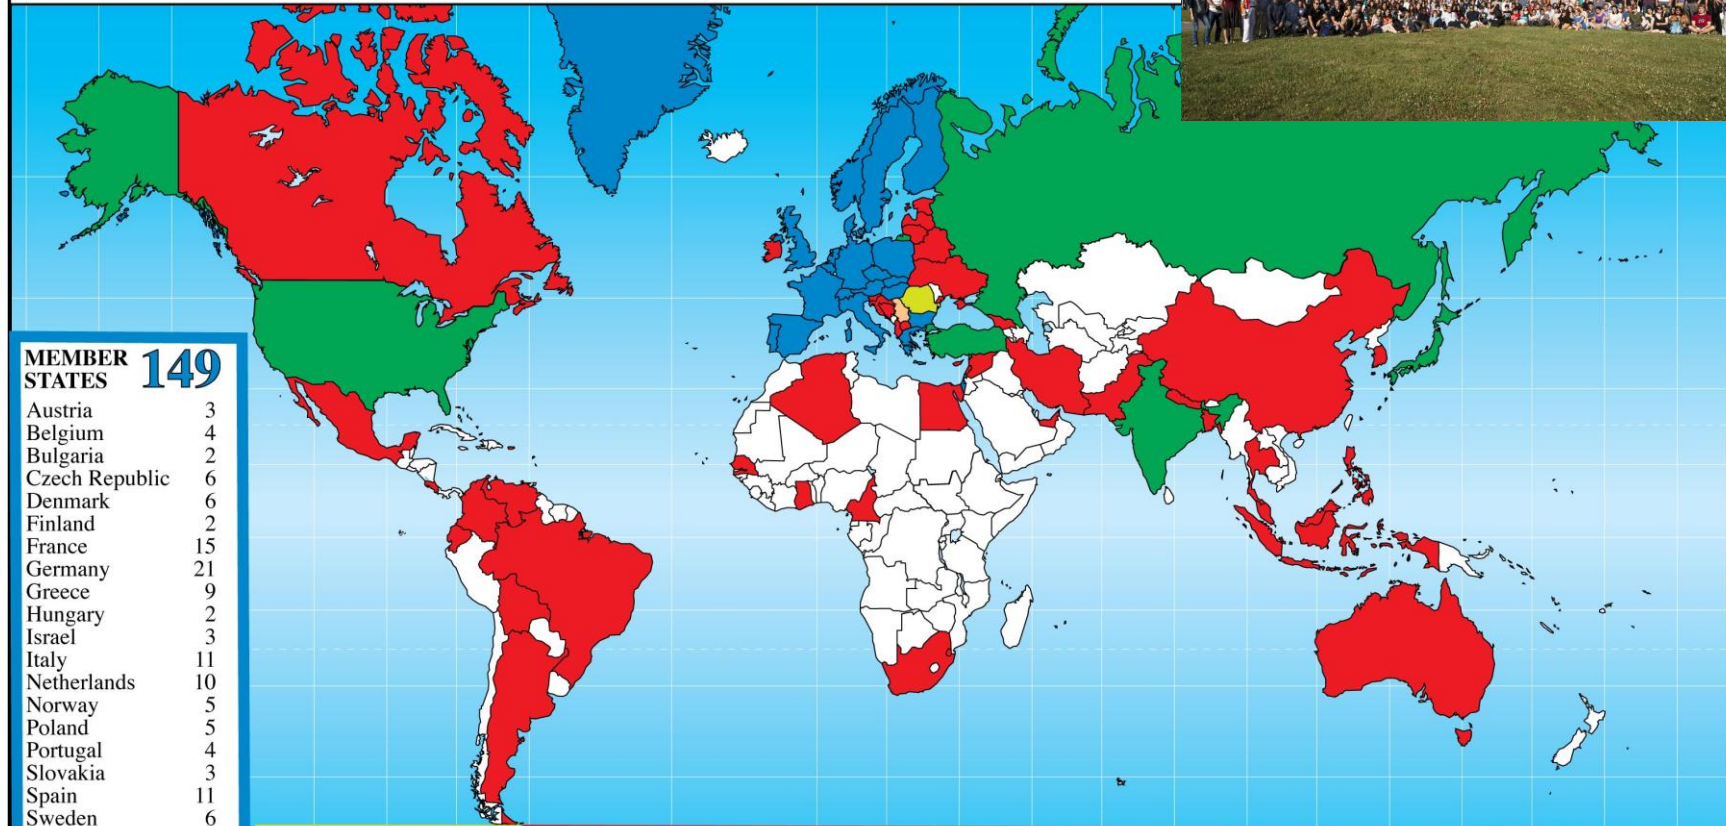 MEMBER STATES 149
Austria 3
Belgium 4
Bulgaria 2
Czech Republic 6
Denmark 6
Finland 2
France 15
Germany 21
Greece 9
Hungary 2
Israel 3
Italy 11
Netherlands 10
Norway 5
Poland 5
Portugal 4
Slovakia 3
Spain 11
Sweden 6